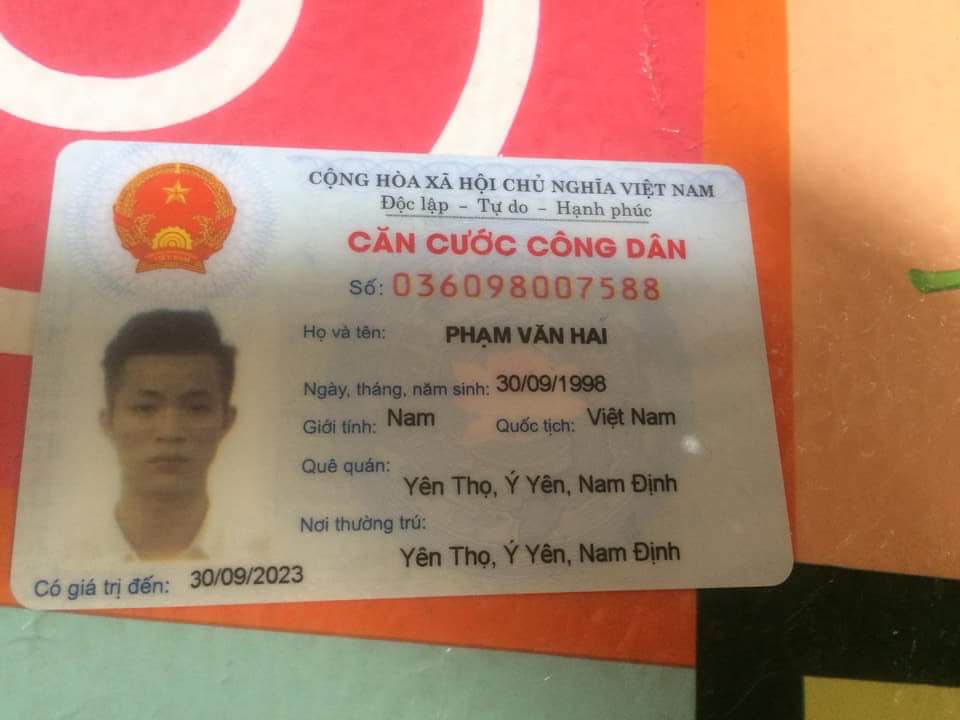 CỘNG HÒA XÃ HỘI CHỦ NGHĨA VIỆT NAM
Độc lập - Tự do - Hạnh phúc
CĂN CƯỚC CÔNG DÂN
Số: 036098007588
Họ và tên: PHẠM VĂN HAI
Ngày, tháng, năm sinh: 30/09/1998
Giới tính: Nam Quốc tịch: Việt Nam
Quê quán:
Yên Thọ, Ý Yên, Nam Định
Nơi thường trú:
Yên Thọ, Ý Yên, Nam Định
Có giá trị đến: 30/09/2023
VIỆT NAM